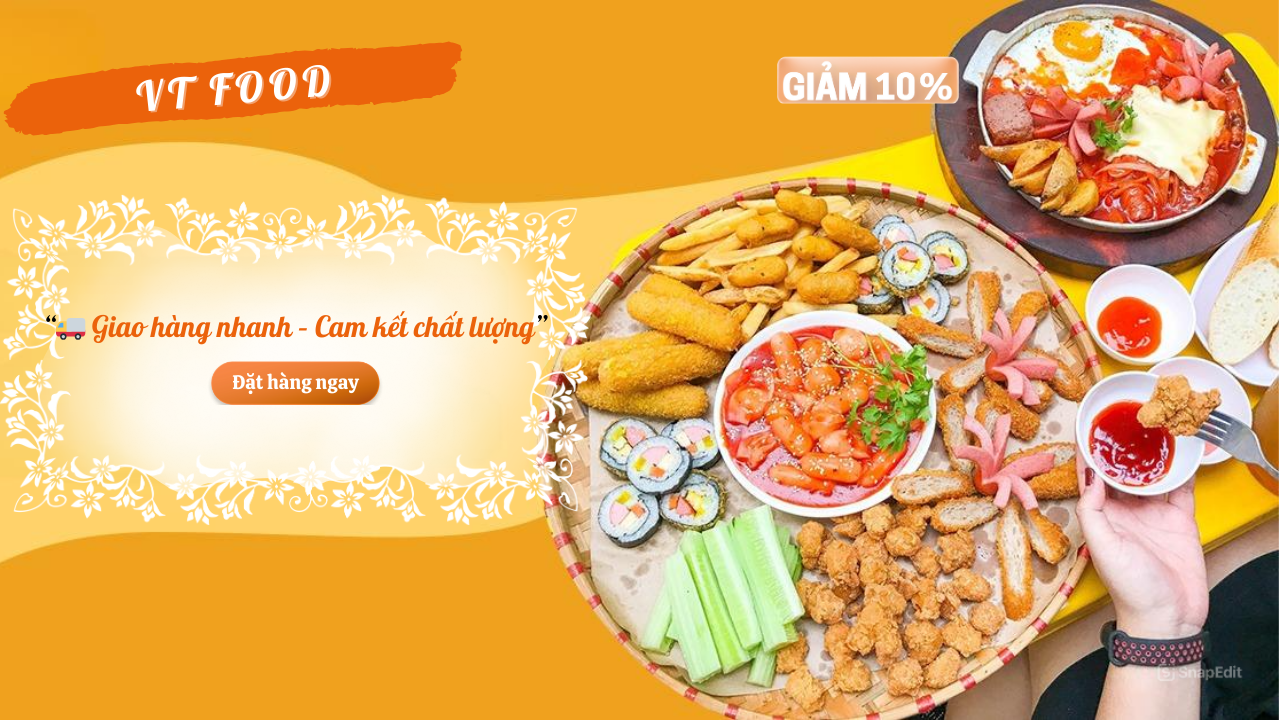 VT FOOD
GIẢM 10%
“🚚 Giao hàng nhanh - Cam kết chất lượng”
Đặt hàng ngay
SnapEdit